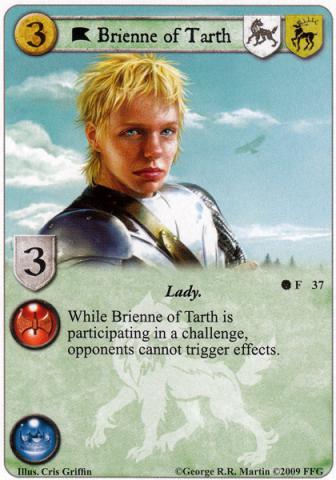 3 Brienne of Tarth
3
Lady.
F 37
While Brienne of Tarth is
participating in a challenge,
opponents cannot trigger effects.
Illus. Cris Griffin ©George R.R. Martin ©2009 FFG